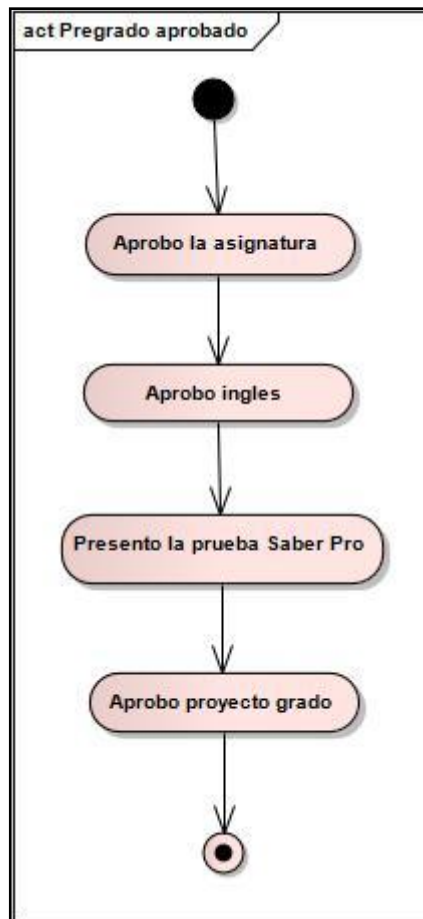 act Pregrado aprobado
Aprobo la asignatura
Aprobo ingles
Presento la prueba Saber Pro
Aprobo proyecto grado